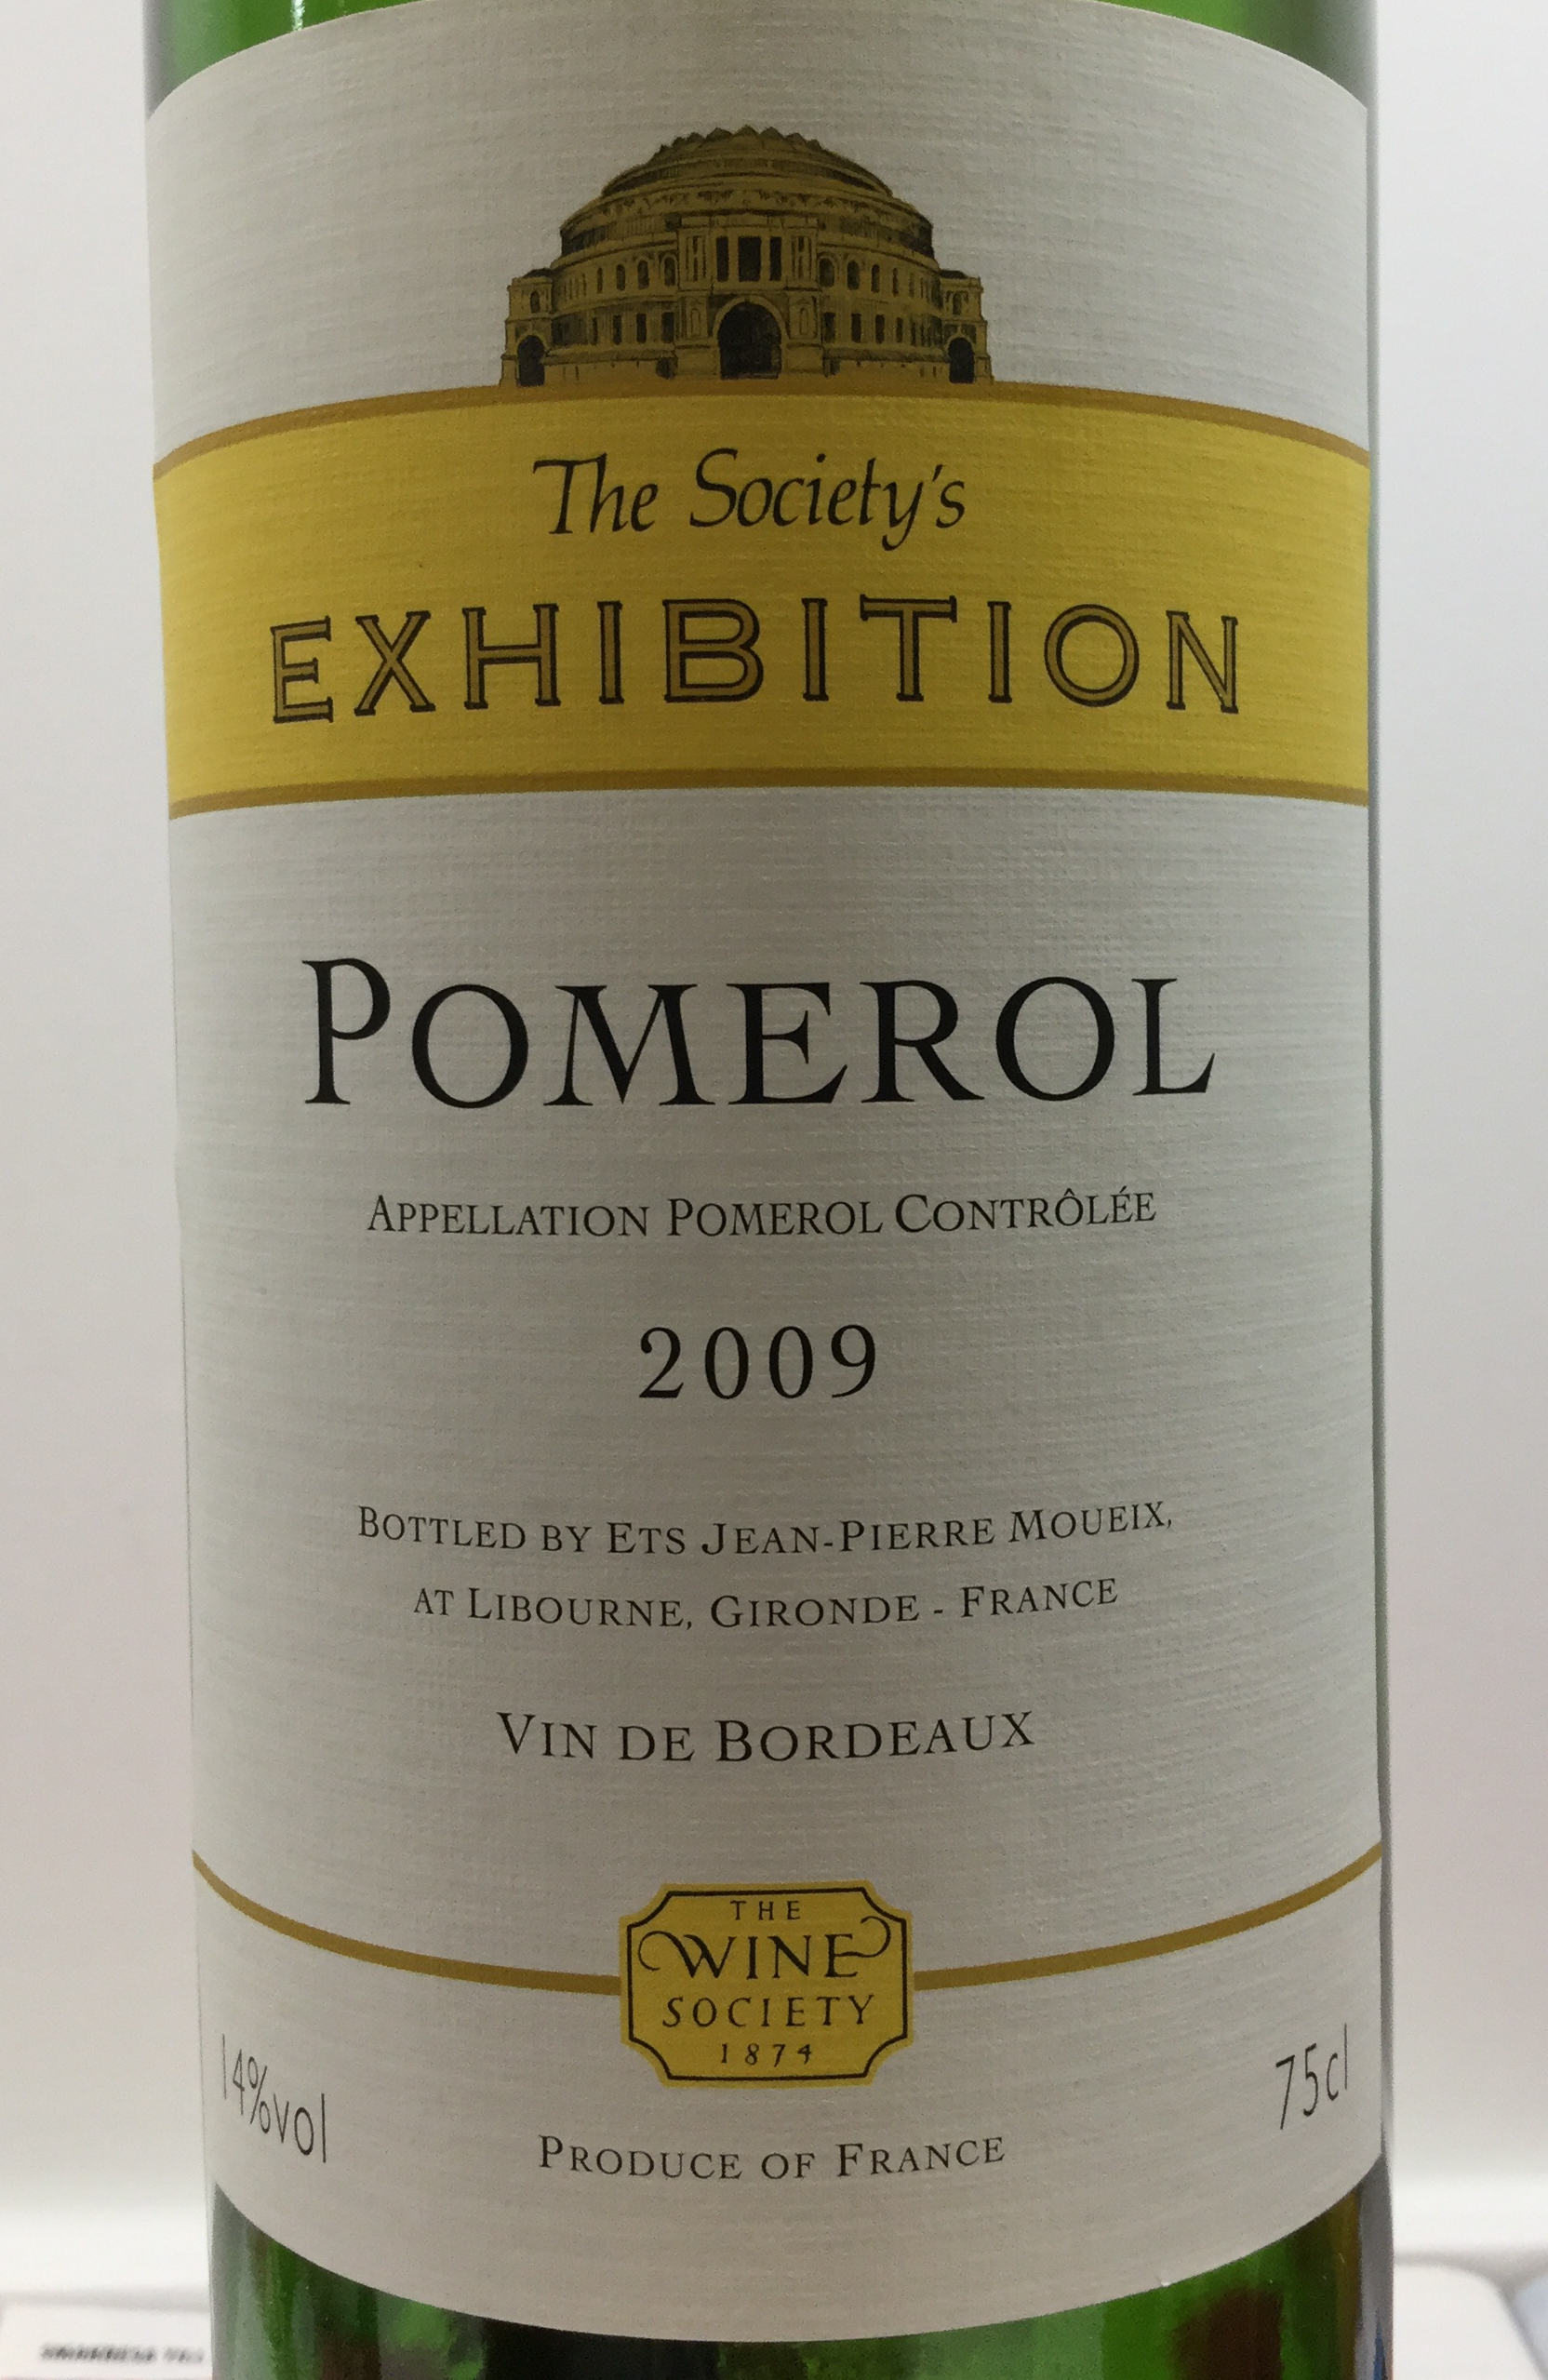 The Society's
EXHIBITION
POMEROL
APPELLATION POMEROL CONTRÔLÉE
2009
BOTTLED BY ETS JEAN-PIERRE MOUEIX,
AT LIBOURNE, GIRONDE - FRANCE
VIN DE BORDEAUX
THE
WINE
SOCIETY
1874
14%vol
75cl
PRODUCE OF FRANCE